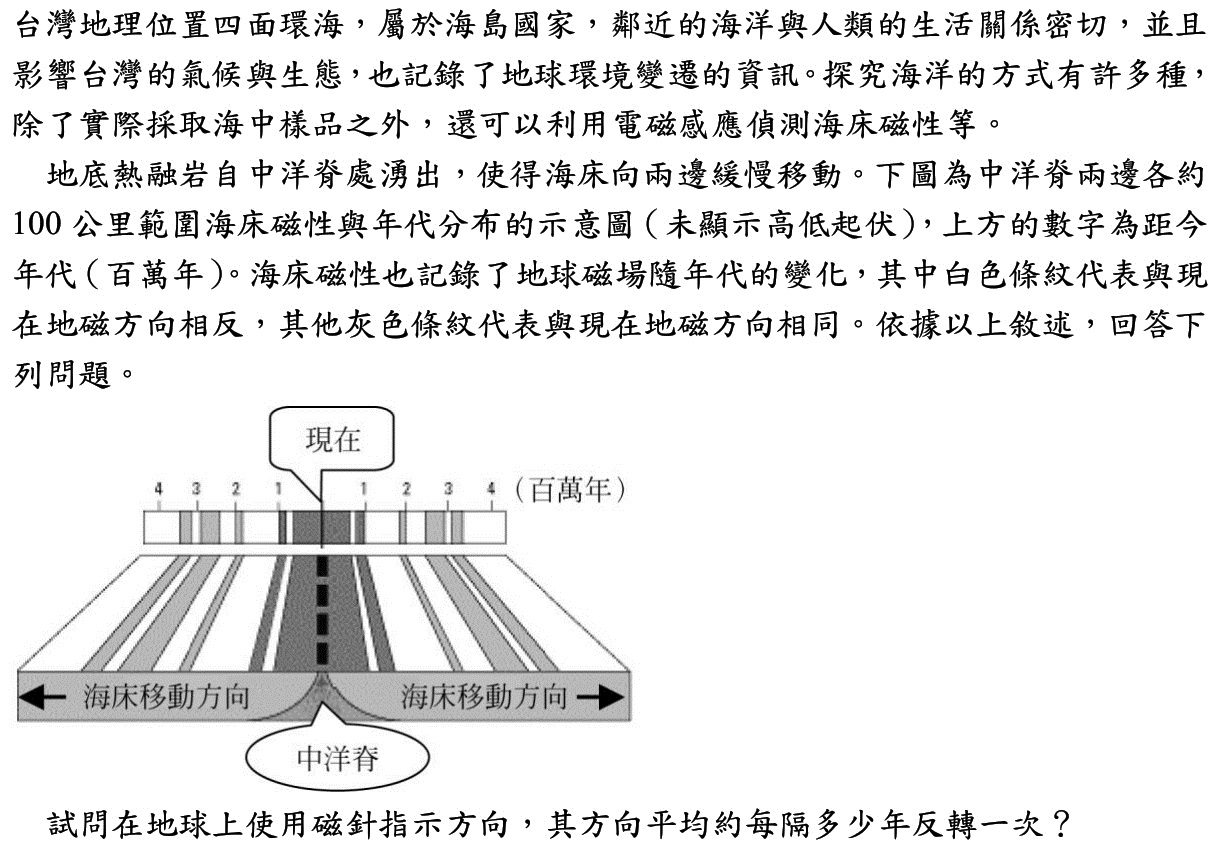 台灣地理位置四面環海，屬於海島國家，鄰近的海洋與人類的生活關係密切，並且
影響台灣的氣候與生態，也記錄了地球環境變遷的資訊。探究海洋的方式有許多種，
除了實際採取海中樣品之外，還可以利用電磁感應偵測海床磁性等。
地底熱融岩自中洋脊處湧出，使得海床向兩邊緩慢移動。下圖為中洋脊兩邊各約
100 公里範圍海床磁性與年代分布的示意圖（未顯示高低起伏），上方的數字為距今
年代（百萬年）。海床磁性也記錄了地球磁場隨年代的變化，其中白色條紋代表與現
在地磁方向相反，其他灰色條紋代表與現在地磁方向相同。依據以上敘述，回答下
列問題。
現在
4 3 2 1 1 2 3 4 （百萬年）
海床移動方向 海床移動方向
中洋脊
試問在地球上使用磁針指示方向，其方向平均約每隔多少年反轉一次？